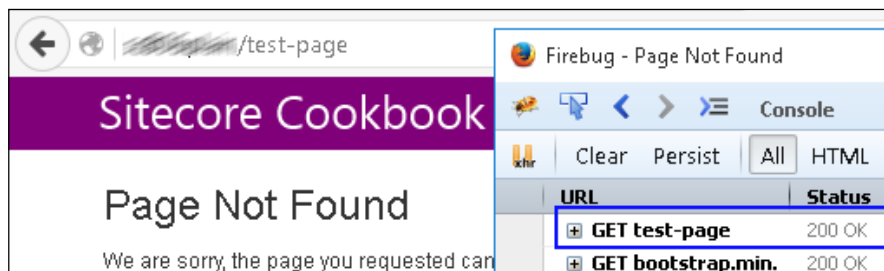 /test-page
Sitecore Cookbook
Page Not Found
We are sorry, the page you requested can
Firebug - Page Not Found
Console
xhr
Clear Persist All HTML
URL Status
GET test-page 200 OK
GET bootstrap.min. 200 OK